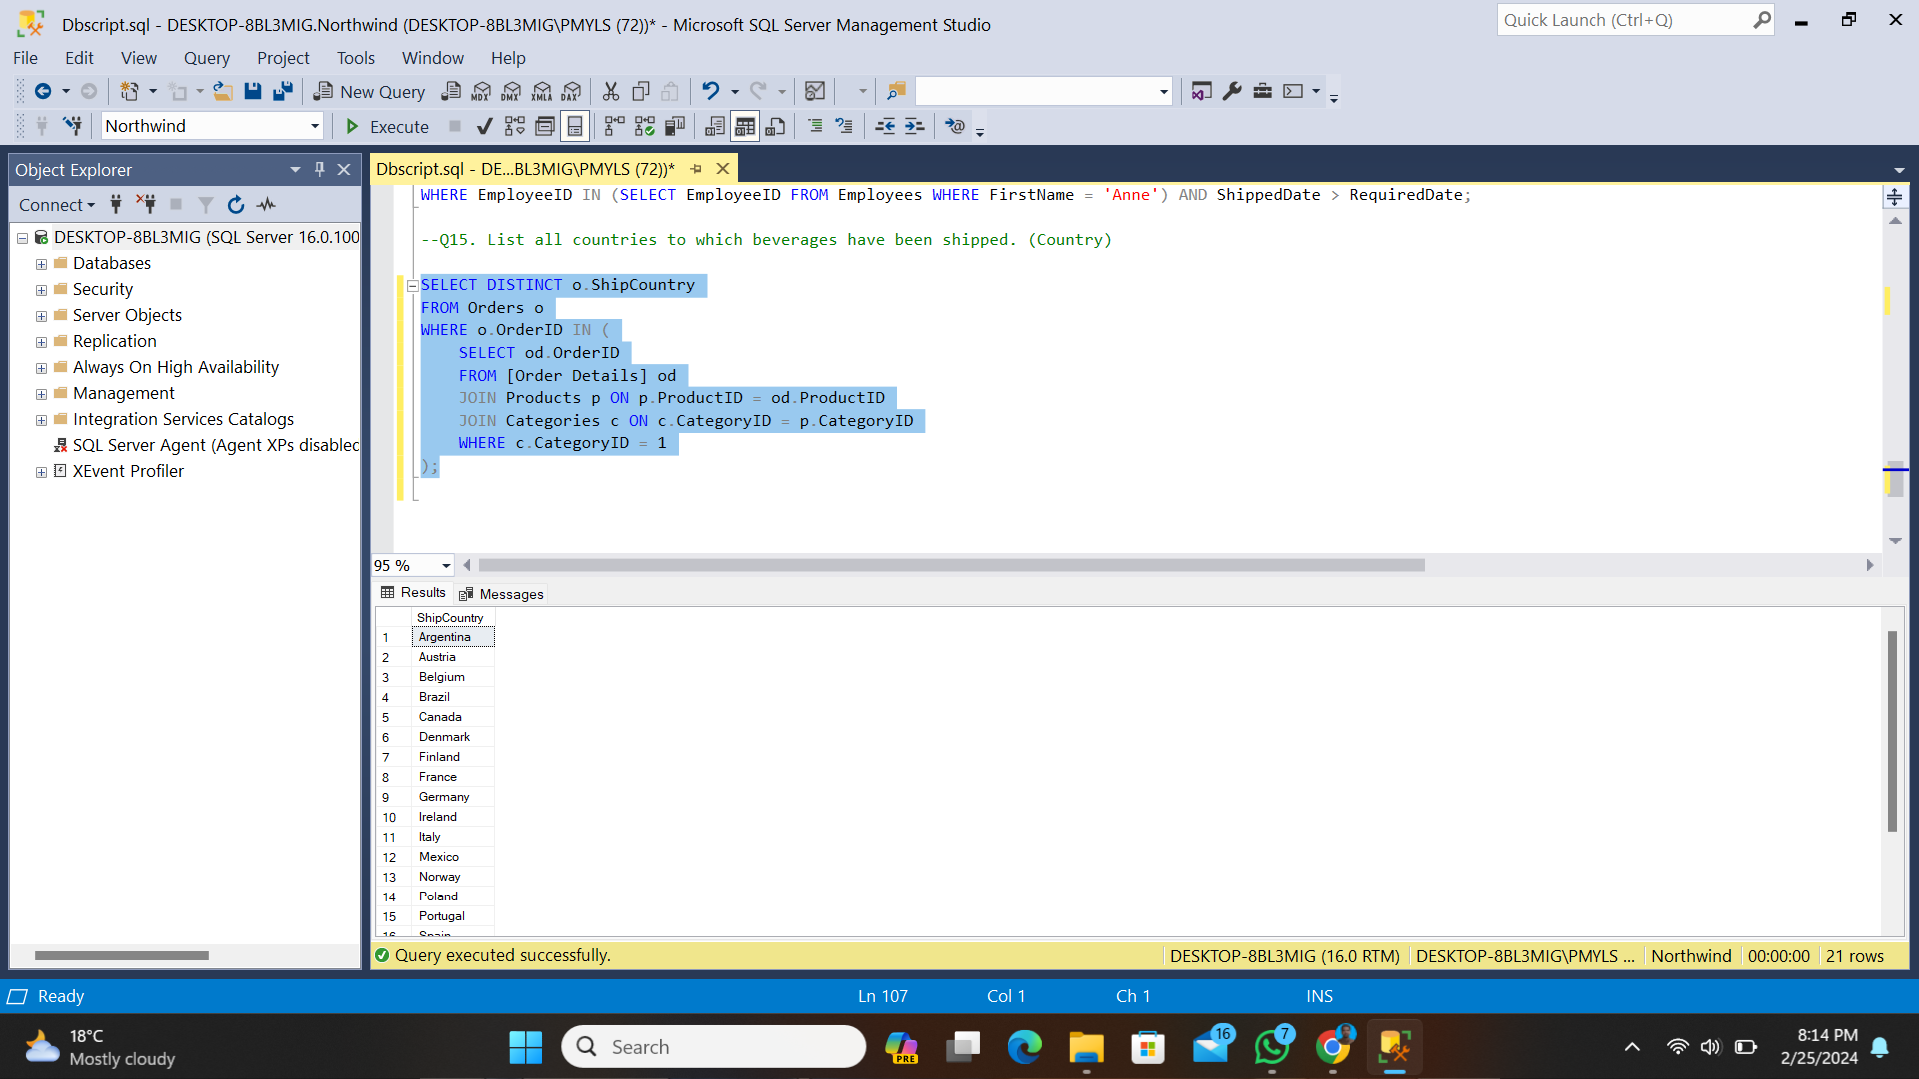 Dbscript.sql - DESKTOP-8BL3MIG.Northwind (DESKTOP-8BL3MIG\PMYLS (72))* - Microsoft SQL Server Management Studio
Quick Launch (Ctrl+Q)
File Edit View Query Project Tools Window Help
New Query MDX DMX XMLA DAX
Northwind Execute
Object Explorer
Dbscript.sql - DE...BL3MIG\PMYLS (72))*
Connect
DESKTOP-8BL3MIG (SQL Server 16.0.100
Databases
Security
Server Objects
Replication
Always On High Availability
Management
Integration Services Catalogs
SQL Server Agent (Agent XPs disabled
XEvent Profiler
WHERE EmployeeID IN (SELECT EmployeeID FROM Employees WHERE FirstName = 'Anne') AND ShippedDate > RequiredDate;
--Q15. List all countries to which beverages have been shipped. (Country)
SELECT DISTINCT o.ShipCountry
FROM Orders o
WHERE o.OrderID IN (
SELECT od.OrderID
FROM [Order Details] od
JOIN Products p ON p.ProductID = od.ProductID
JOIN Categories c ON c.CategoryID = p.CategoryID
WHERE c.CategoryID = 1
);
95 %
Results Messages
ShipCountry
1 Argentina
2 Austria
3 Belgium
4 Brazil
5 Canada
6 Denmark
7 Finland
8 France
9 Germany
10 Ireland
11 Italy
12 Mexico
13 Norway
14 Poland
15 Portugal
16 Spain
Query executed successfully.
DESKTOP-8BL3MIG (16.0 RTM) DESKTOP-8BL3MIG\PMYLS ... Northwind 00:00:00 21 rows
Ready Ln 107 Col 1 Ch 1 INS
18°C
Mostly cloudy
Search
PRE
16
7
8:14 PM
2/25/2024